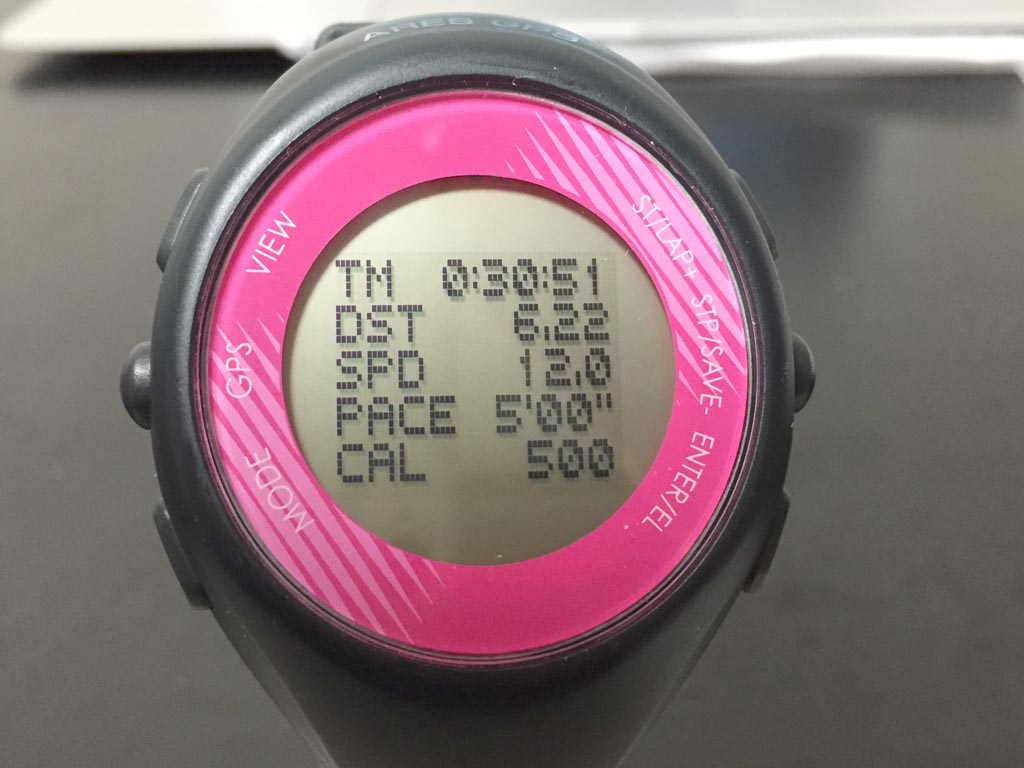 ARES GPS
VIEW
GPS
MODE
ST/LAP+
STP/SAVE-
ENTER/EL
TM 0:30:51
DST 6.22
SPD 12.0
PACE 5'00"
CAL 500